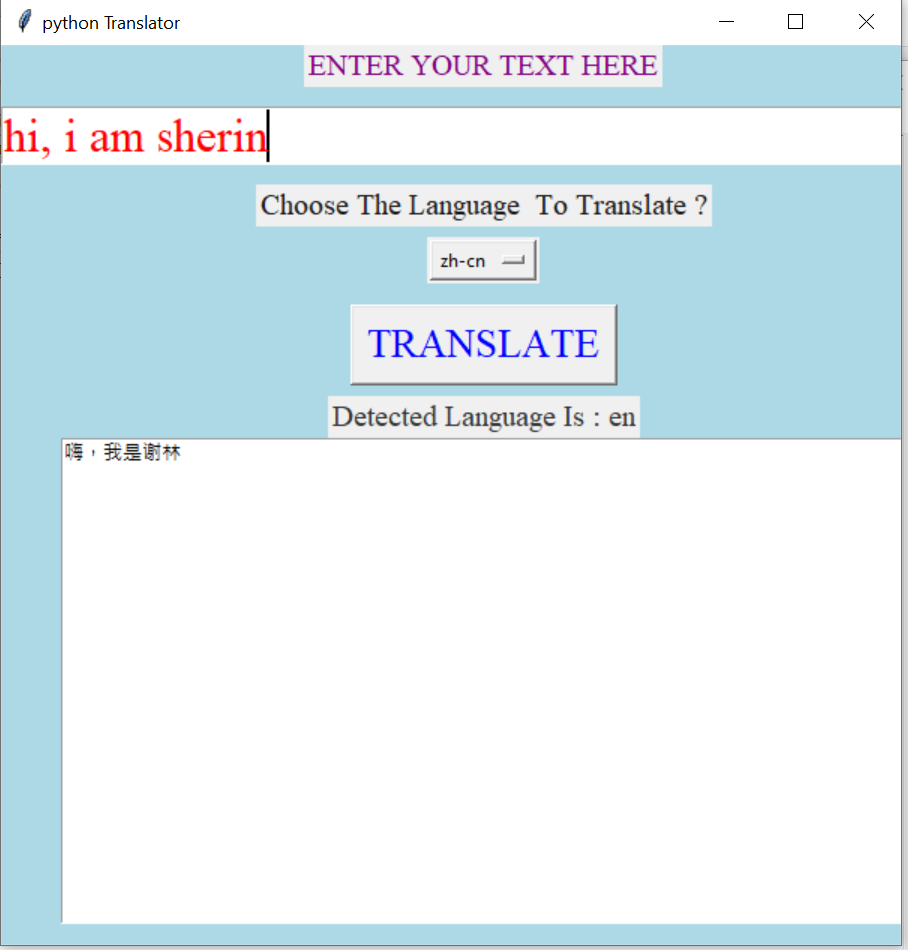 python Translator
ENTER YOUR TEXT HERE
hi, i am sherin
Choose The Language  To Translate ?
zh-cn
TRANSLATE
Detected Language Is : en
嗨，我是谢林